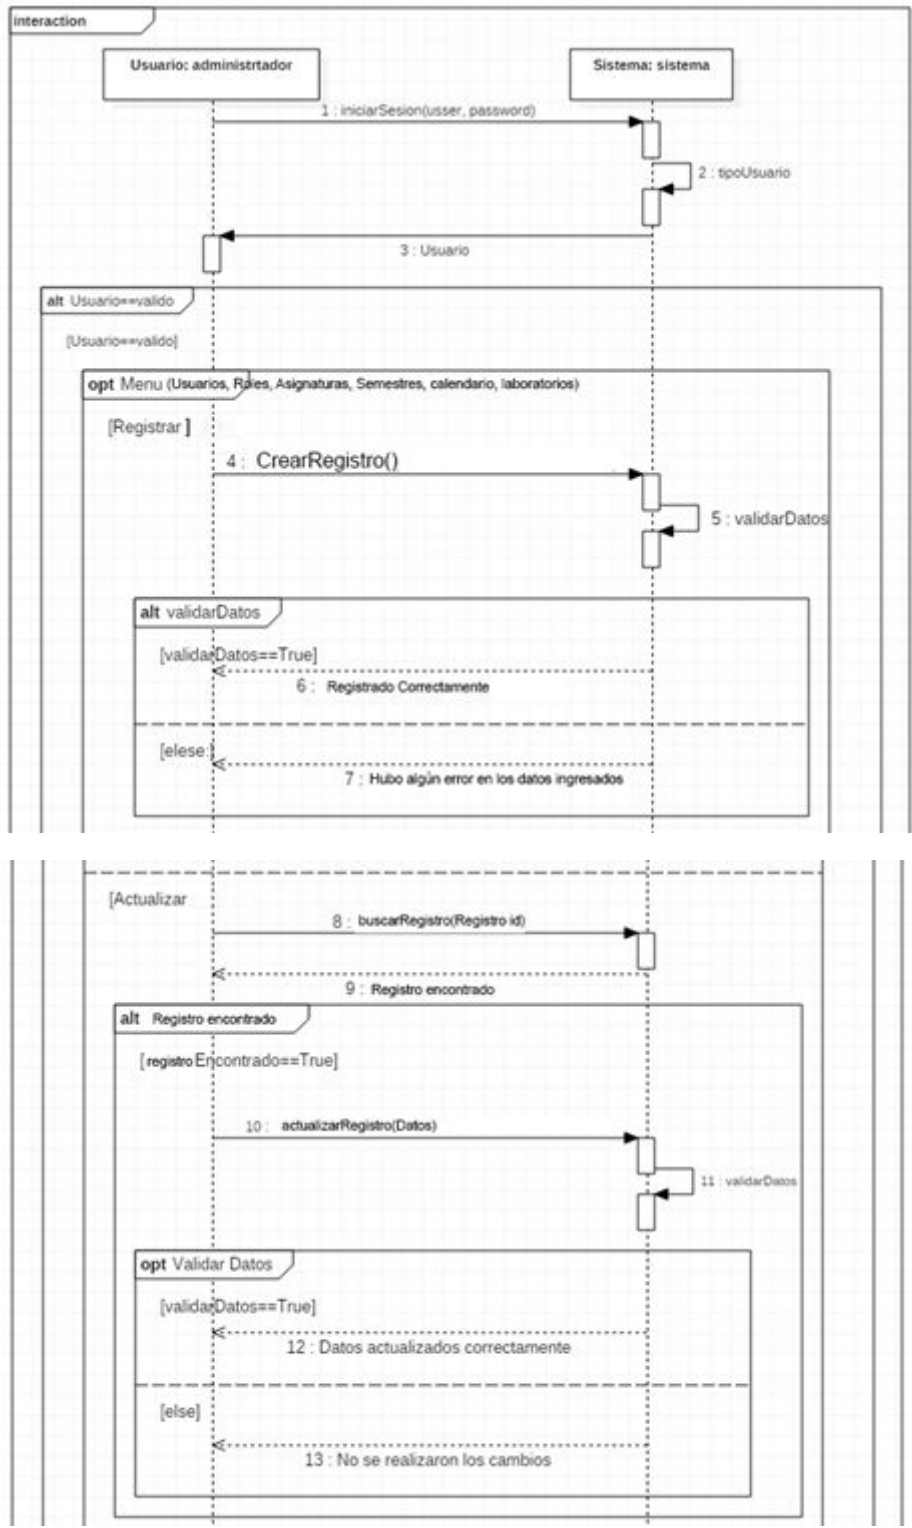 interaction
Usuario: administrtador
Sistema: sistema
1 : iniciarSesion(usser, password)
2 : tipoUsuario
3 : Usuario
alt Usuario==valido
[Usuario==valido]
opt Menu (Usuarios, Roles, Asignaturas, Semestres, calendario, laboratorios)
[Registrar ]
4 : CrearRegistro()
5 : validarDatos
alt validarDatos
[validarDatos==True]
6 : Registrado Correctamente
[elese:]
7 : Hubo algún error en los datos ingresados
[Actualizar
8 : buscarRegistro(Registro id)
9 : Registro encontrado
alt Registro encontrado
[ registroEncontrado==True]
10 : actualizarRegistro(Datos)
11 : validarDatos
opt Validar Datos
[validarDatos==True]
12 : Datos actualizados correctamente
[else]
13 : No se realizaron los cambios